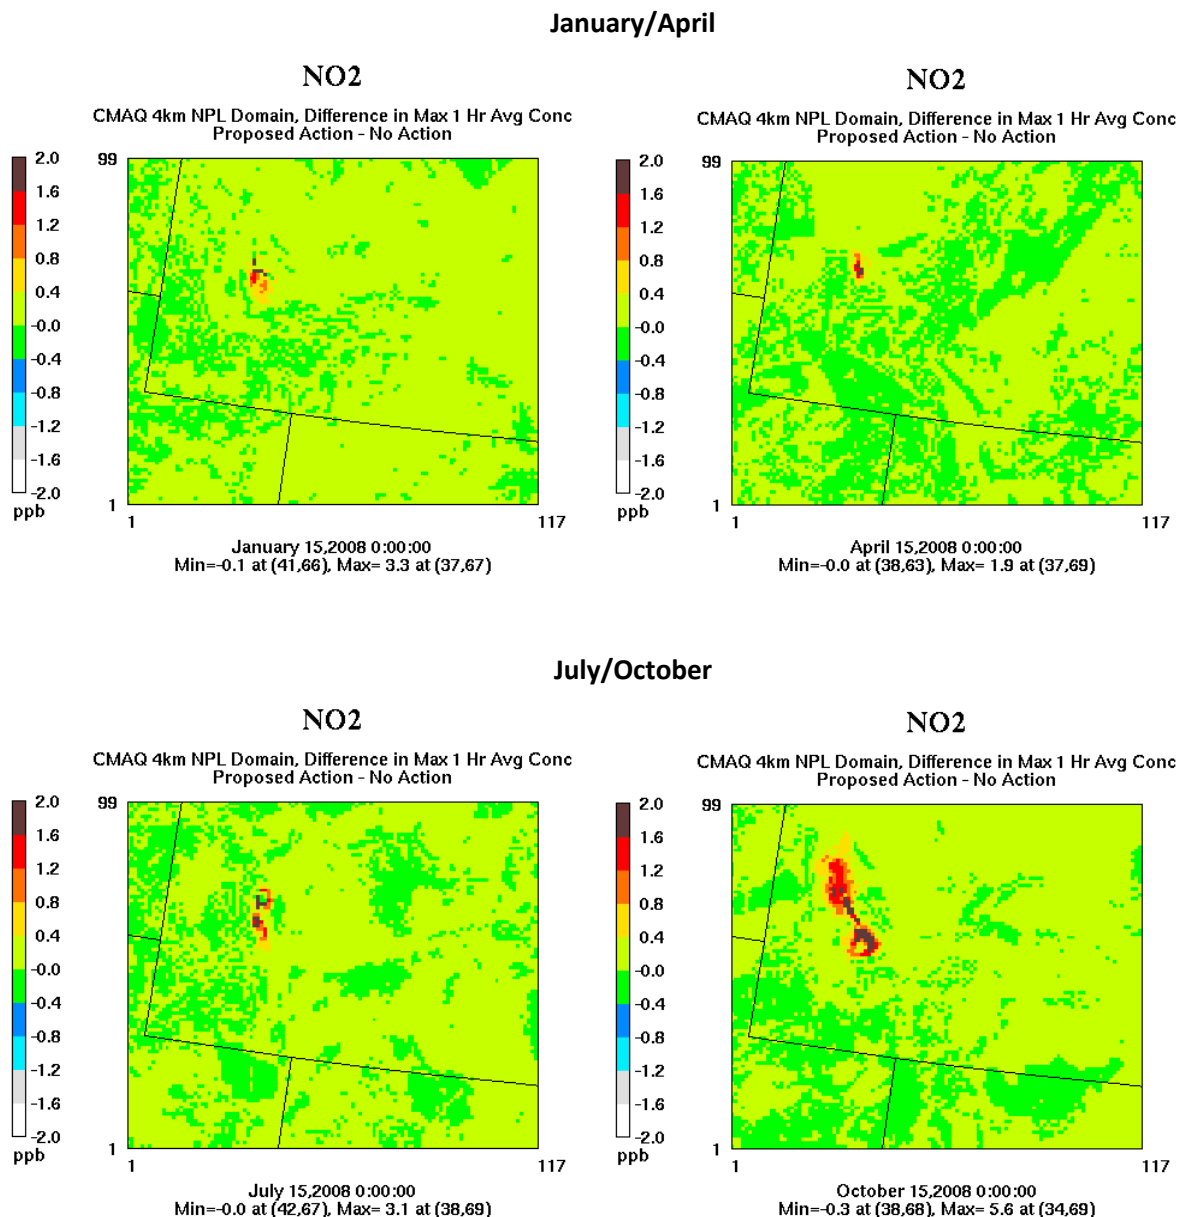 January/April
NO2
CMAQ 4km NPL Domain, Difference in Max 1 Hr Avg Conc
Proposed Action - No Action
2.0
1.6
1.2
0.8
0.4
-0.0
-0.4
-0.8
-1.2
-1.6
-2.0
ppb
99
1
1
117
January 15,2008 0:00:00
Min=-0.1 at (41,66), Max= 3.3 at (37,67)
NO2
CMAQ 4km NPL Domain, Difference in Max 1 Hr Avg Conc
Proposed Action - No Action
2.0
1.6
1.2
0.8
0.4
-0.0
-0.4
-0.8
-1.2
-1.6
-2.0
ppb
99
1
1
117
April 15,2008 0:00:00
Min=-0.0 at (38,63), Max= 1.9 at (37,69)
July/October
NO2
CMAQ 4km NPL Domain, Difference in Max 1 Hr Avg Conc
Proposed Action - No Action
2.0
1.6
1.2
0.8
0.4
-0.0
-0.4
-0.8
-1.2
-1.6
-2.0
ppb
99
1
1
117
July 15,2008 0:00:00
Min=-0.0 at (42,67), Max= 3.1 at (38,69)
NO2
CMAQ 4km NPL Domain, Difference in Max 1 Hr Avg Conc
Proposed Action - No Action
2.0
1.6
1.2
0.8
0.4
-0.0
-0.4
-0.8
-1.2
-1.6
-2.0
ppb
99
1
1
117
October 15,2008 0:00:00
Min=-0.3 at (38,68), Max= 5.6 at (34,69)